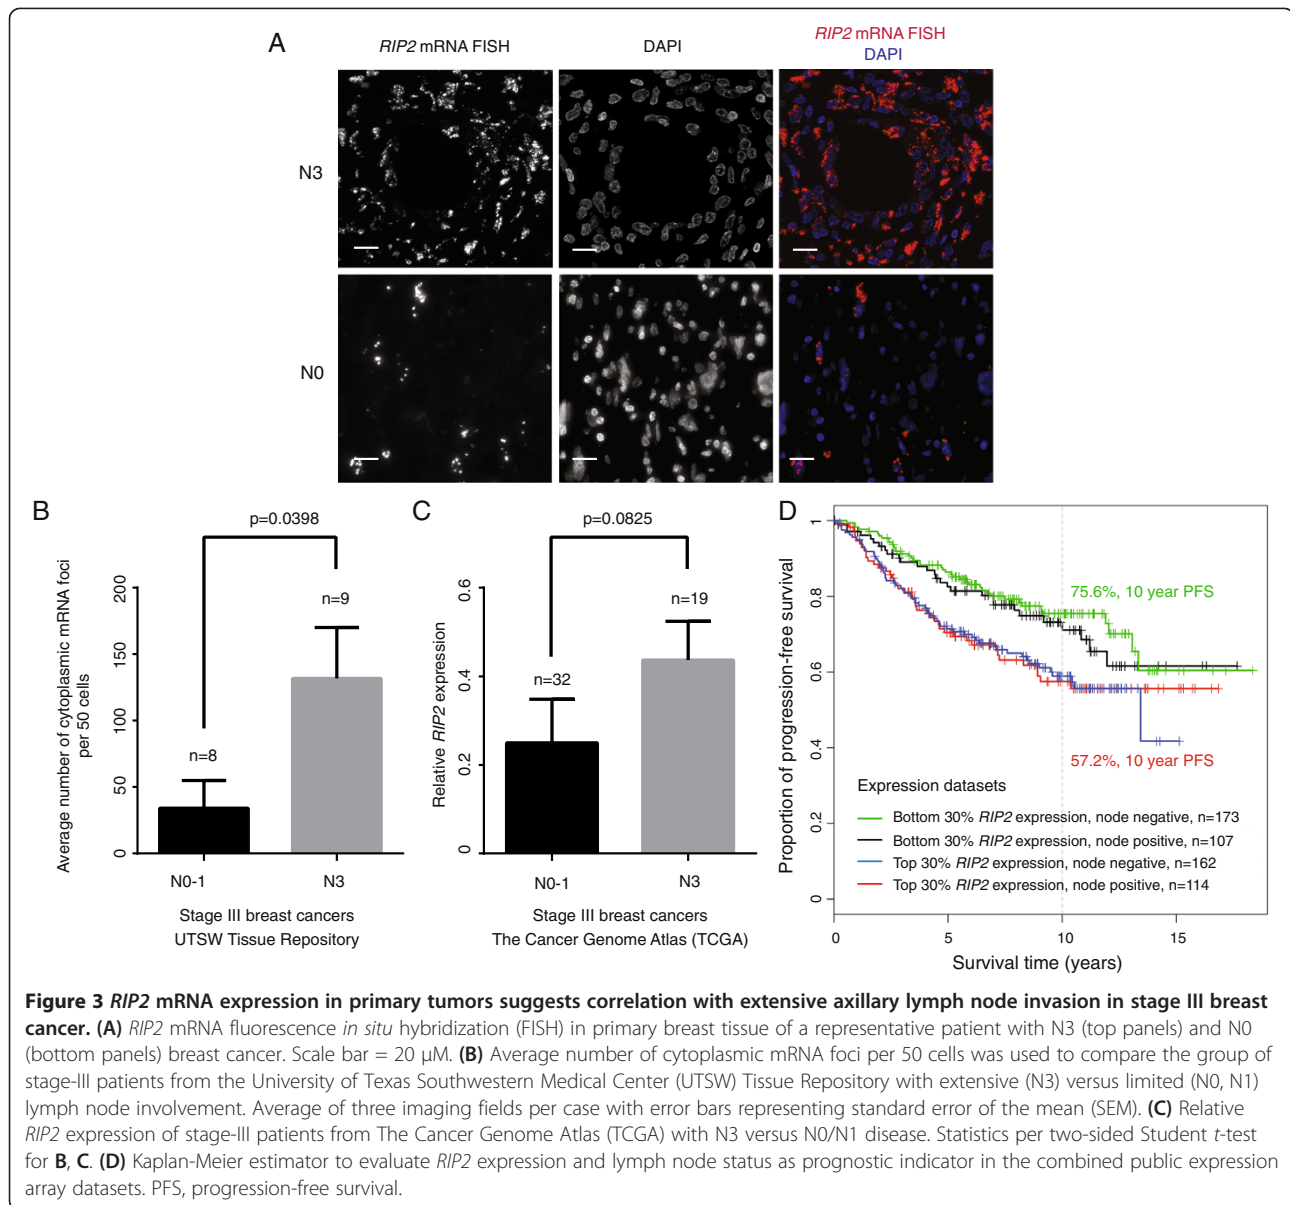 A
RIP2 mRNA FISH
DAPI
RIP2 mRNA FISH
DAPI
N3
N0
B
p=0.0398
Average number of cytoplasmic mRNA foci
per 50 cells
200
150
100
50
0
n=8
n=9
N0-1
N3
Stage III breast cancers
UTSW Tissue Repository
C
p=0.0825
Relative RIP2 expression
0.6
0.4
0.2
0
n=32
n=19
N0-1
N3
Stage III breast cancers
The Cancer Genome Atlas (TCGA)
D
Proportion of progression-free survival
1
0.8
0.6
0.4
0.2
0
75.6%, 10 year PFS
57.2%, 10 year PFS
Expression datasets
Bottom 30% RIP2 expression, node negative, n=173
Bottom 30% RIP2 expression, node positive, n=107
Top 30% RIP2 expression, node negative, n=162
Top 30% RIP2 expression, node positive, n=114
0
5
10
15
Survival time (years)
Figure 3 RIP2 mRNA expression in primary tumors suggests correlation with extensive axillary lymph node invasion in stage III breast
cancer. (A) RIP2 mRNA fluorescence in situ hybridization (FISH) in primary breast tissue of a representative patient with N3 (top panels) and N0
(bottom panels) breast cancer. Scale bar = 20 μM. (B) Average number of cytoplasmic mRNA foci per 50 cells was used to compare the group of
stage-III patients from the University of Texas Southwestern Medical Center (UTSW) Tissue Repository with extensive (N3) versus limited (N0, N1)
lymph node involvement. Average of three imaging fields per case with error bars representing standard error of the mean (SEM). (C) Relative
RIP2 expression of stage-III patients from The Cancer Genome Atlas (TCGA) with N3 versus N0/N1 disease. Statistics per two-sided Student t-test
for B, C. (D) Kaplan-Meier estimator to evaluate RIP2 expression and lymph node status as prognostic indicator in the combined public expression
array datasets. PFS, progression-free survival.